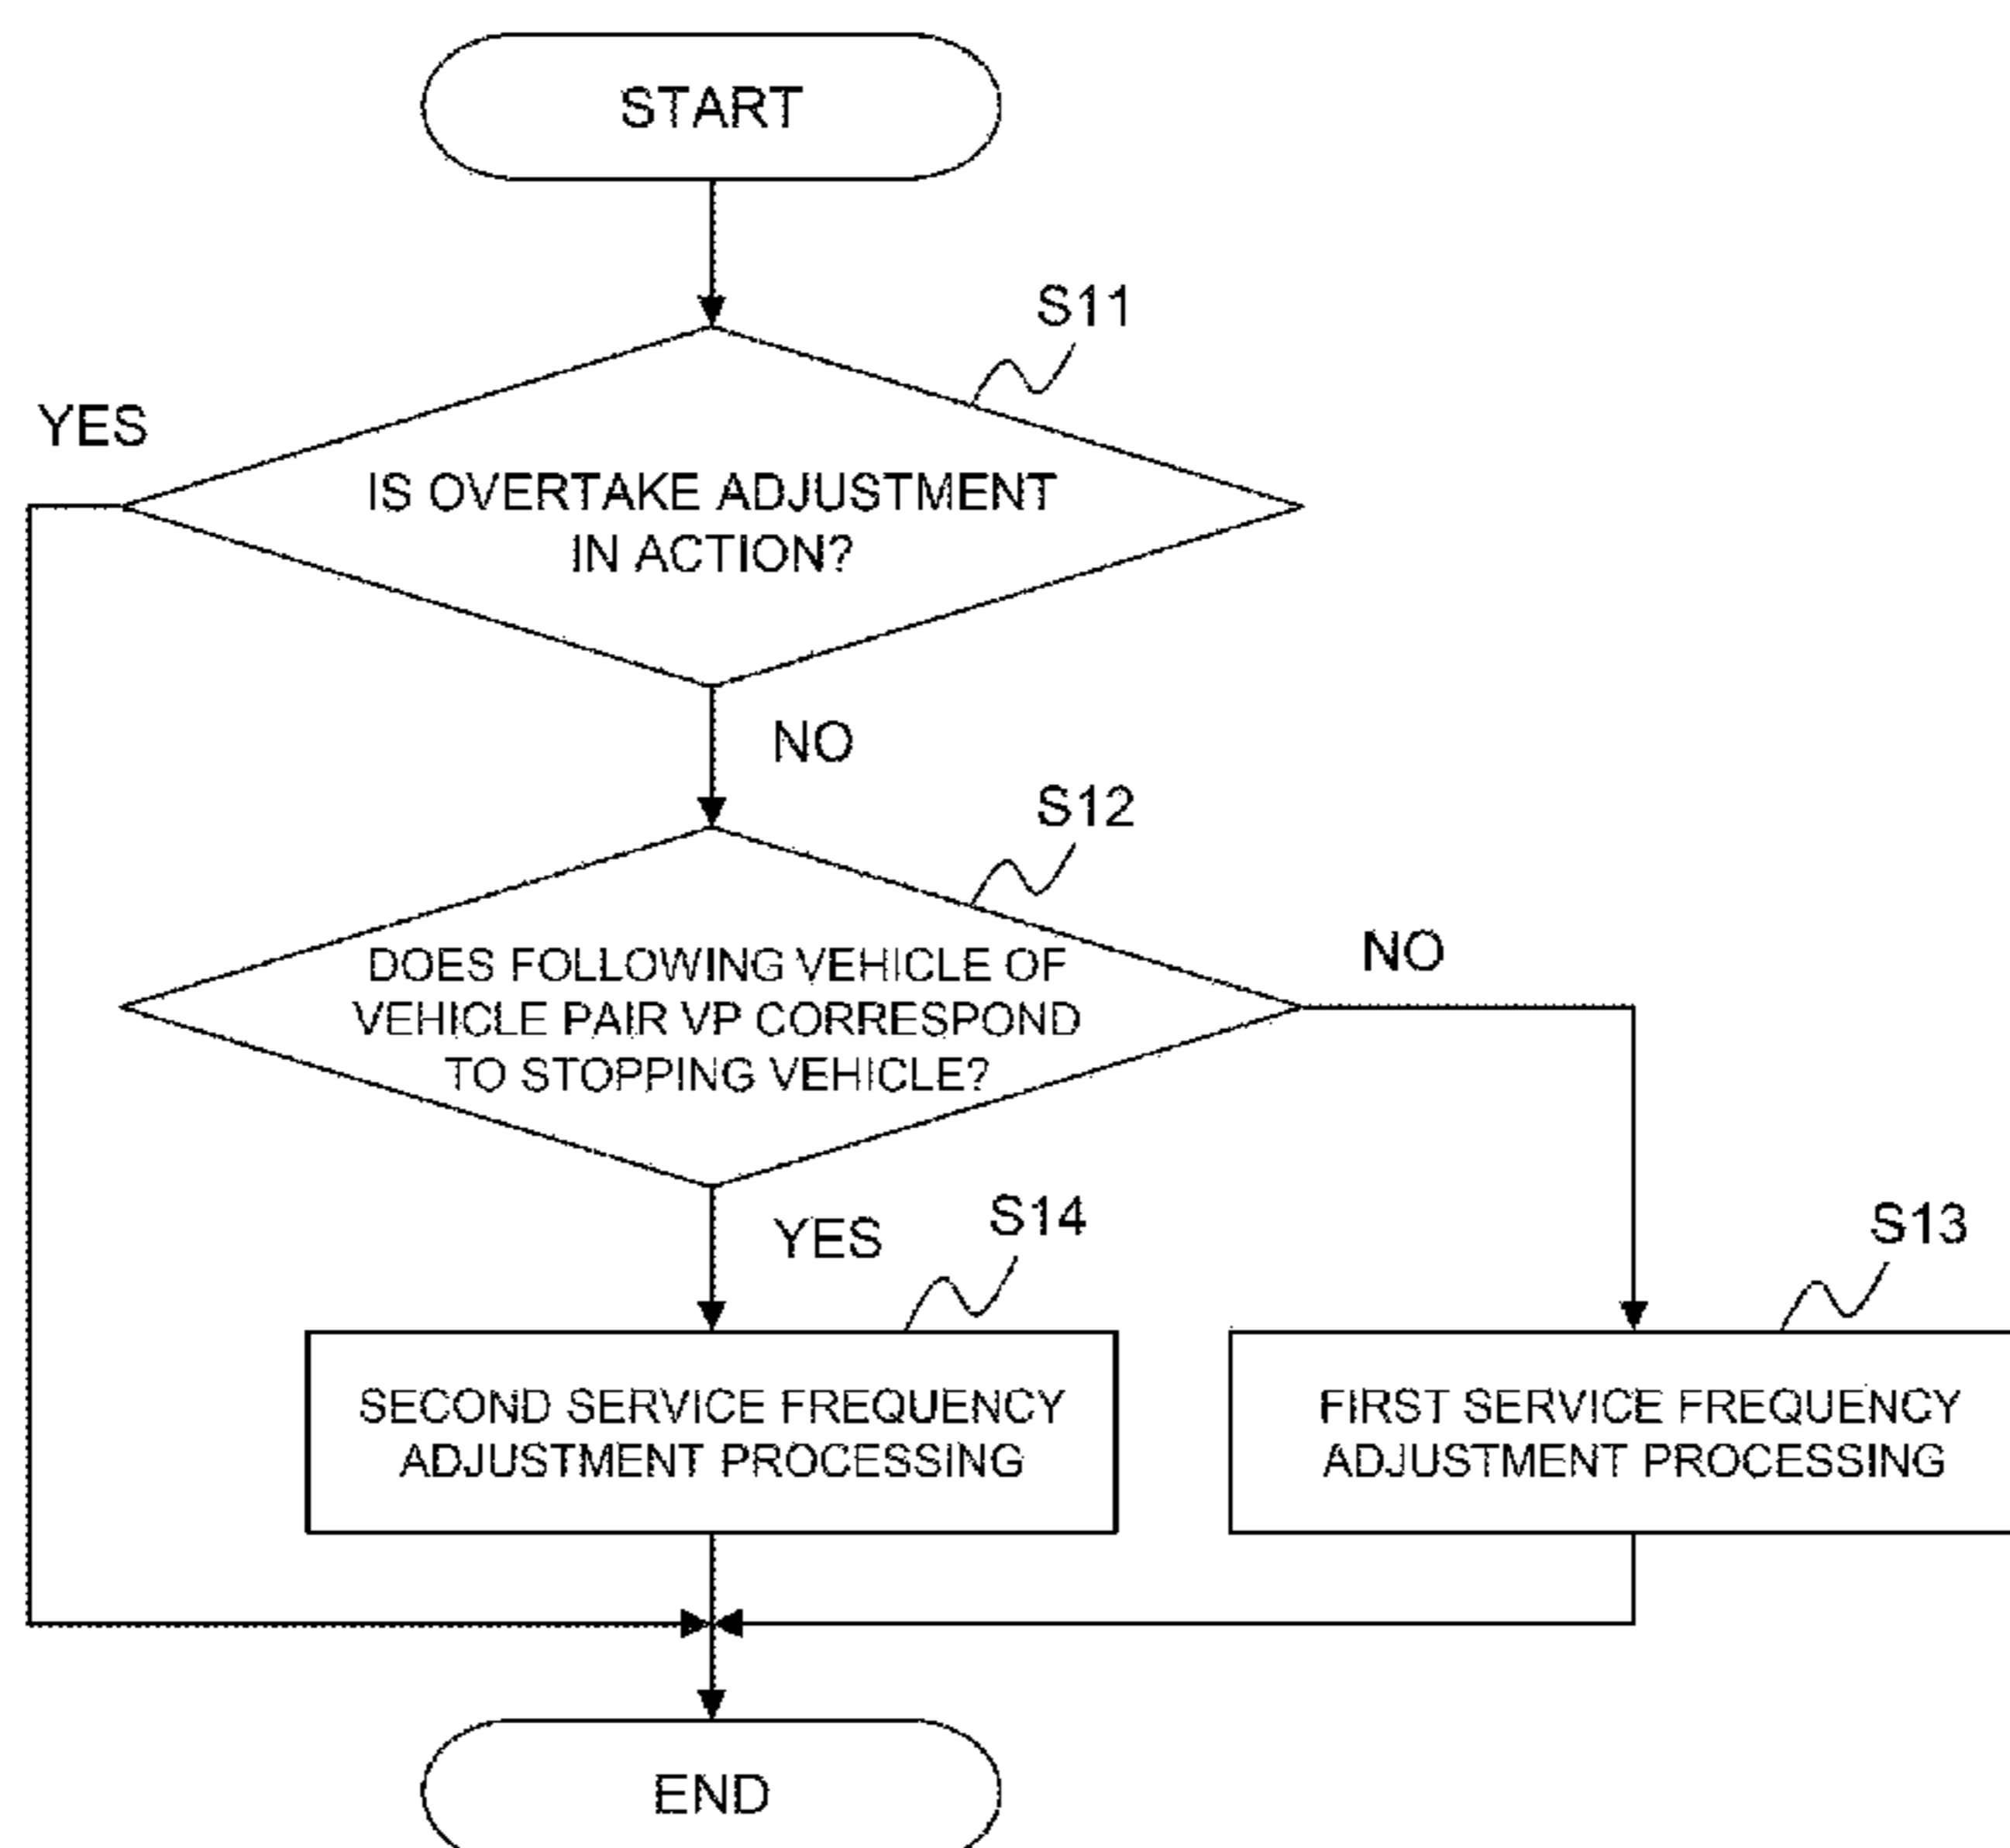 START
S11
YES
IS OVERTAKE ADJUSTMENT
IN ACTION?
NO
S12
DOES FOLLOWING VEHICLE OF
VEHICLE PAIR VP CORRESPOND
TO STOPPING VEHICLE?
NO
YES
S14
S13
SECOND SERVICE FREQUENCY
ADJUSTMENT PROCESSING
FIRST SERVICE FREQUENCY
ADJUSTMENT PROCESSING
END